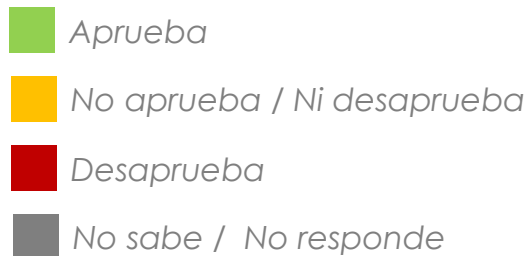 Aprueba
No aprueba / Ni desaprueba
Desaprueba
No sabe / No responde